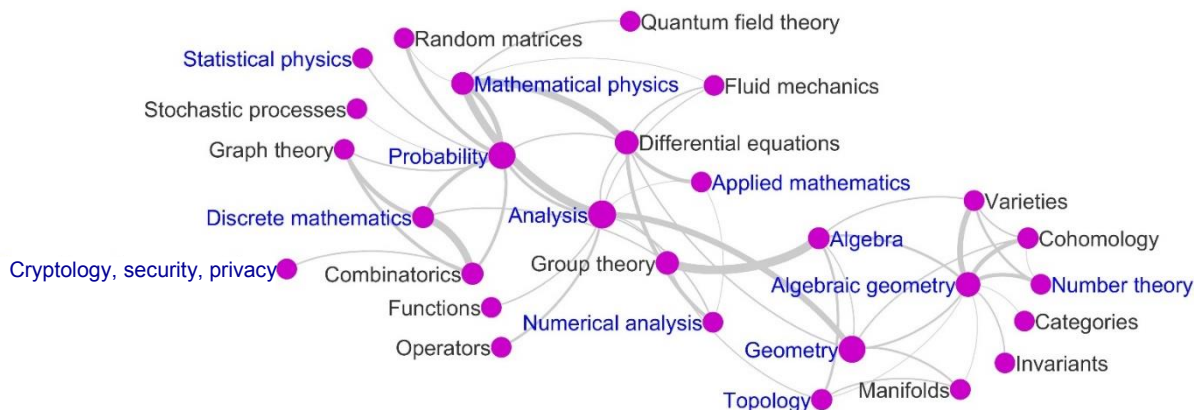 Quantum field theory
Random matrices
Statistical physics
Mathematical physics
Fluid mechanics
Stochastic processes
Graph theory
Probability
Differential equations
Applied mathematics
Discrete mathematics
Analysis
Varieties
Algebra
Cohomology
Cryptology, security, privacy
Combinatorics
Group theory
Algebraic geometry
Number theory
Functions
Numerical analysis
Categories
Operators
Geometry
Invariants
Topology
Manifolds